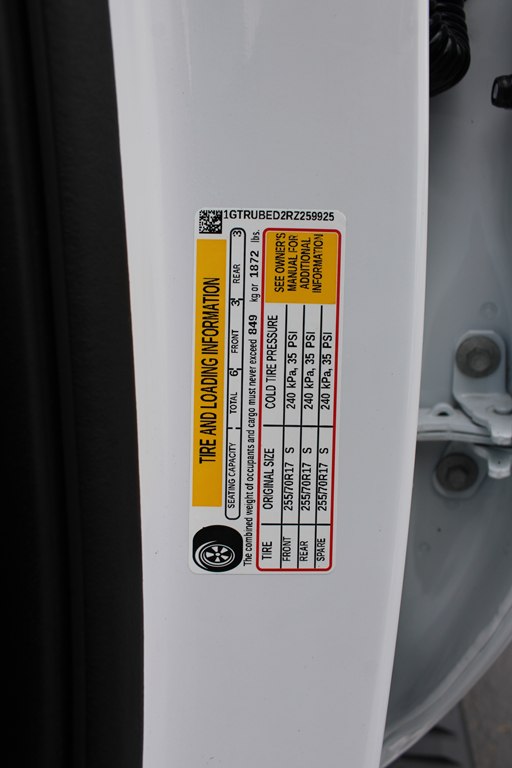 1GTRUBED2RZ259925
TIRE AND LOADING INFORMATION
SEATING CAPACITY TOTAL 6 FRONT 3 REAR 3
The combined weight of occupants and cargo must never exceed 849 kg or 1872 lbs.
TIRE ORIGINAL SIZE COLD TIRE PRESSURE
FRONT 255/70R17 S 240 kPa, 35 PSI
REAR 255/70R17 S 240 kPa, 35 PSI
SPARE 255/70R17 S 240 kPa, 35 PSI
SEE OWNER'S
MANUAL FOR
ADDITIONAL
INFORMATION